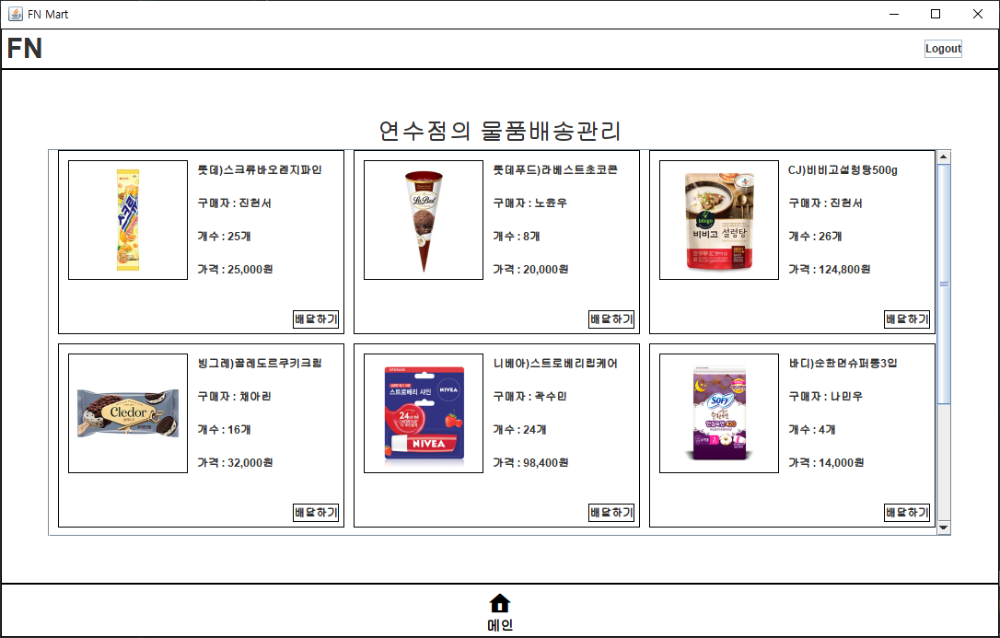 FN Mart
FN
Logout
연수점의 물품배송관리
롯데)스크류바오렌지파인
구매자 : 진현서
개수 : 25개
가격 : 25,000원
배달하기
스크류
롯데푸드)라베스트초코콘
구매자 : 노윤우
개수 : 8개
가격 : 20,000원
배달하기
LaBest
CJ)비비고설렁탕500g
구매자 : 진현서
개수 : 26개
가격 : 124,800원
배달하기
bibigo
비비고 설렁탕
빙그레)끌레도르쿠키크림
구매자 : 채아린
개수 : 16개
가격 : 32,000원
배달하기
Cledor
니베아)스트로베리립케어
구매자 : 곽수민
개수 : 24개
가격 : 98,400원
배달하기
스트로베리 샤인
NIVEA
24
NIVEA
바디)순한면슈퍼롱3입
구매자 : 나민우
개수 : 4개
가격 : 14,000원
배달하기
SOFY
메인